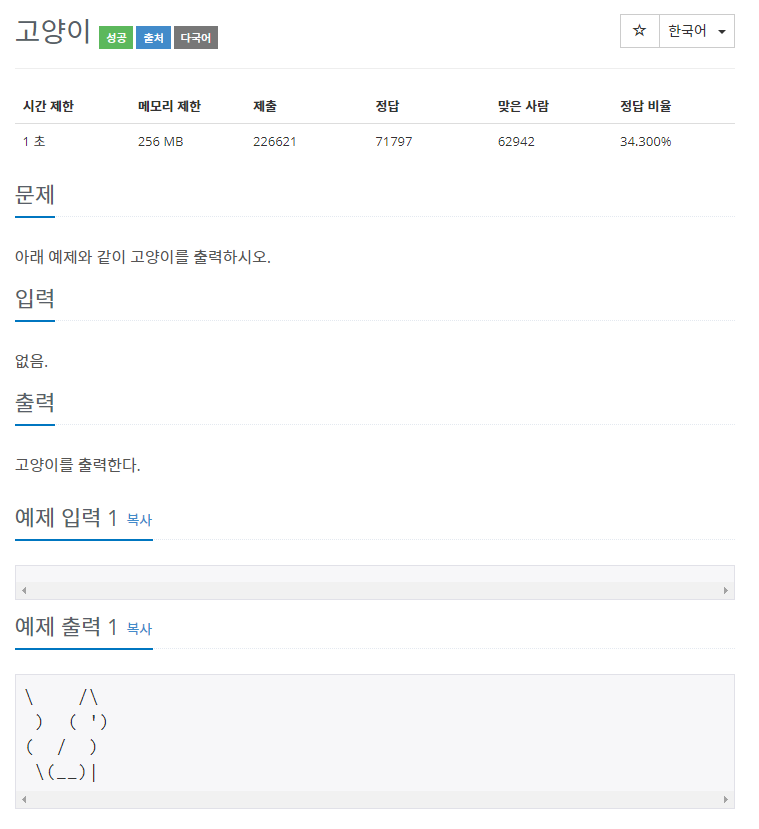 고양이 성공 출처 다국어 ☆ 한국어
시간 제한 메모리 제한 제출 정답 맞은 사람 정답 비율
1 초 256 MB 226621 71797 62942 34.300%
문제
아래 예제와 같이 고양이를 출력하시오.
입력
없음.
출력
고양이를 출력한다.
예제 입력 1 복사
예제 출력 1 복사
\    /\
 )  ( ')
(  /  )
 \(__)|